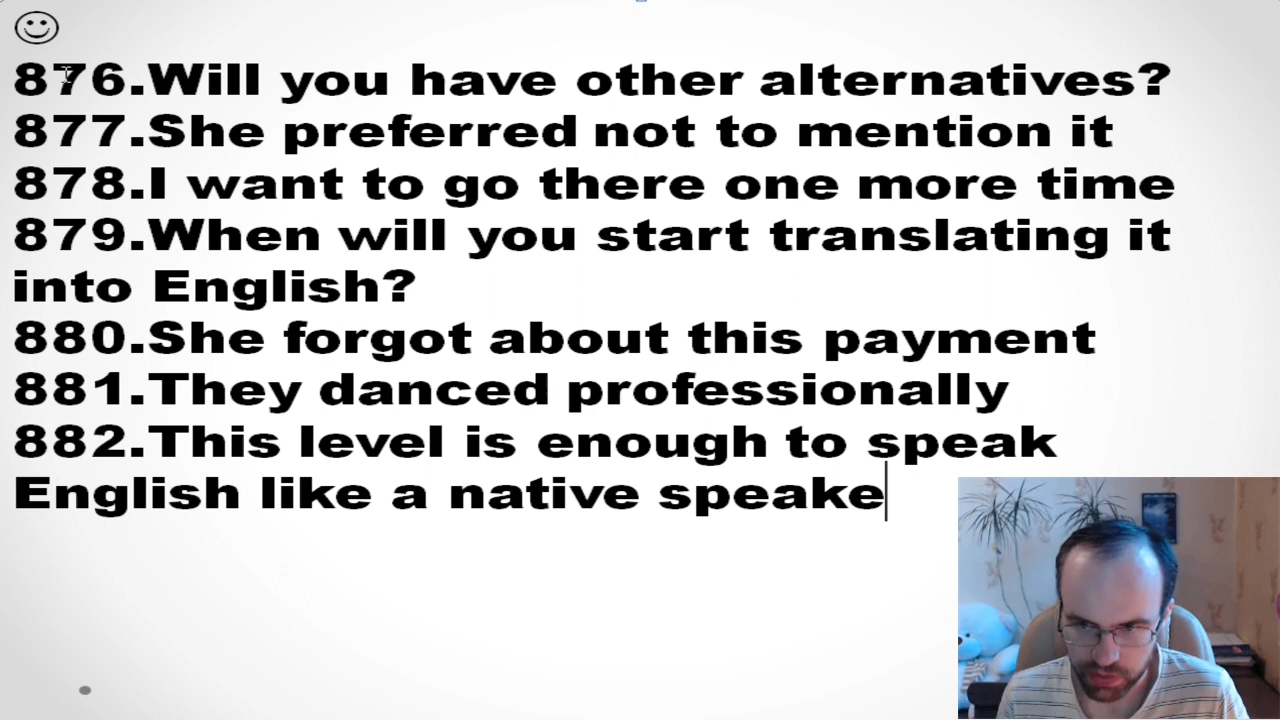 876.Will you have other alternatives?
877.She preferred not to mention it
878.I want to go there one more time
879.When will you start translating it
into English?
880.She forgot about this payment
881.They danced professionally
882.This level is enough to speak
English like a native speake